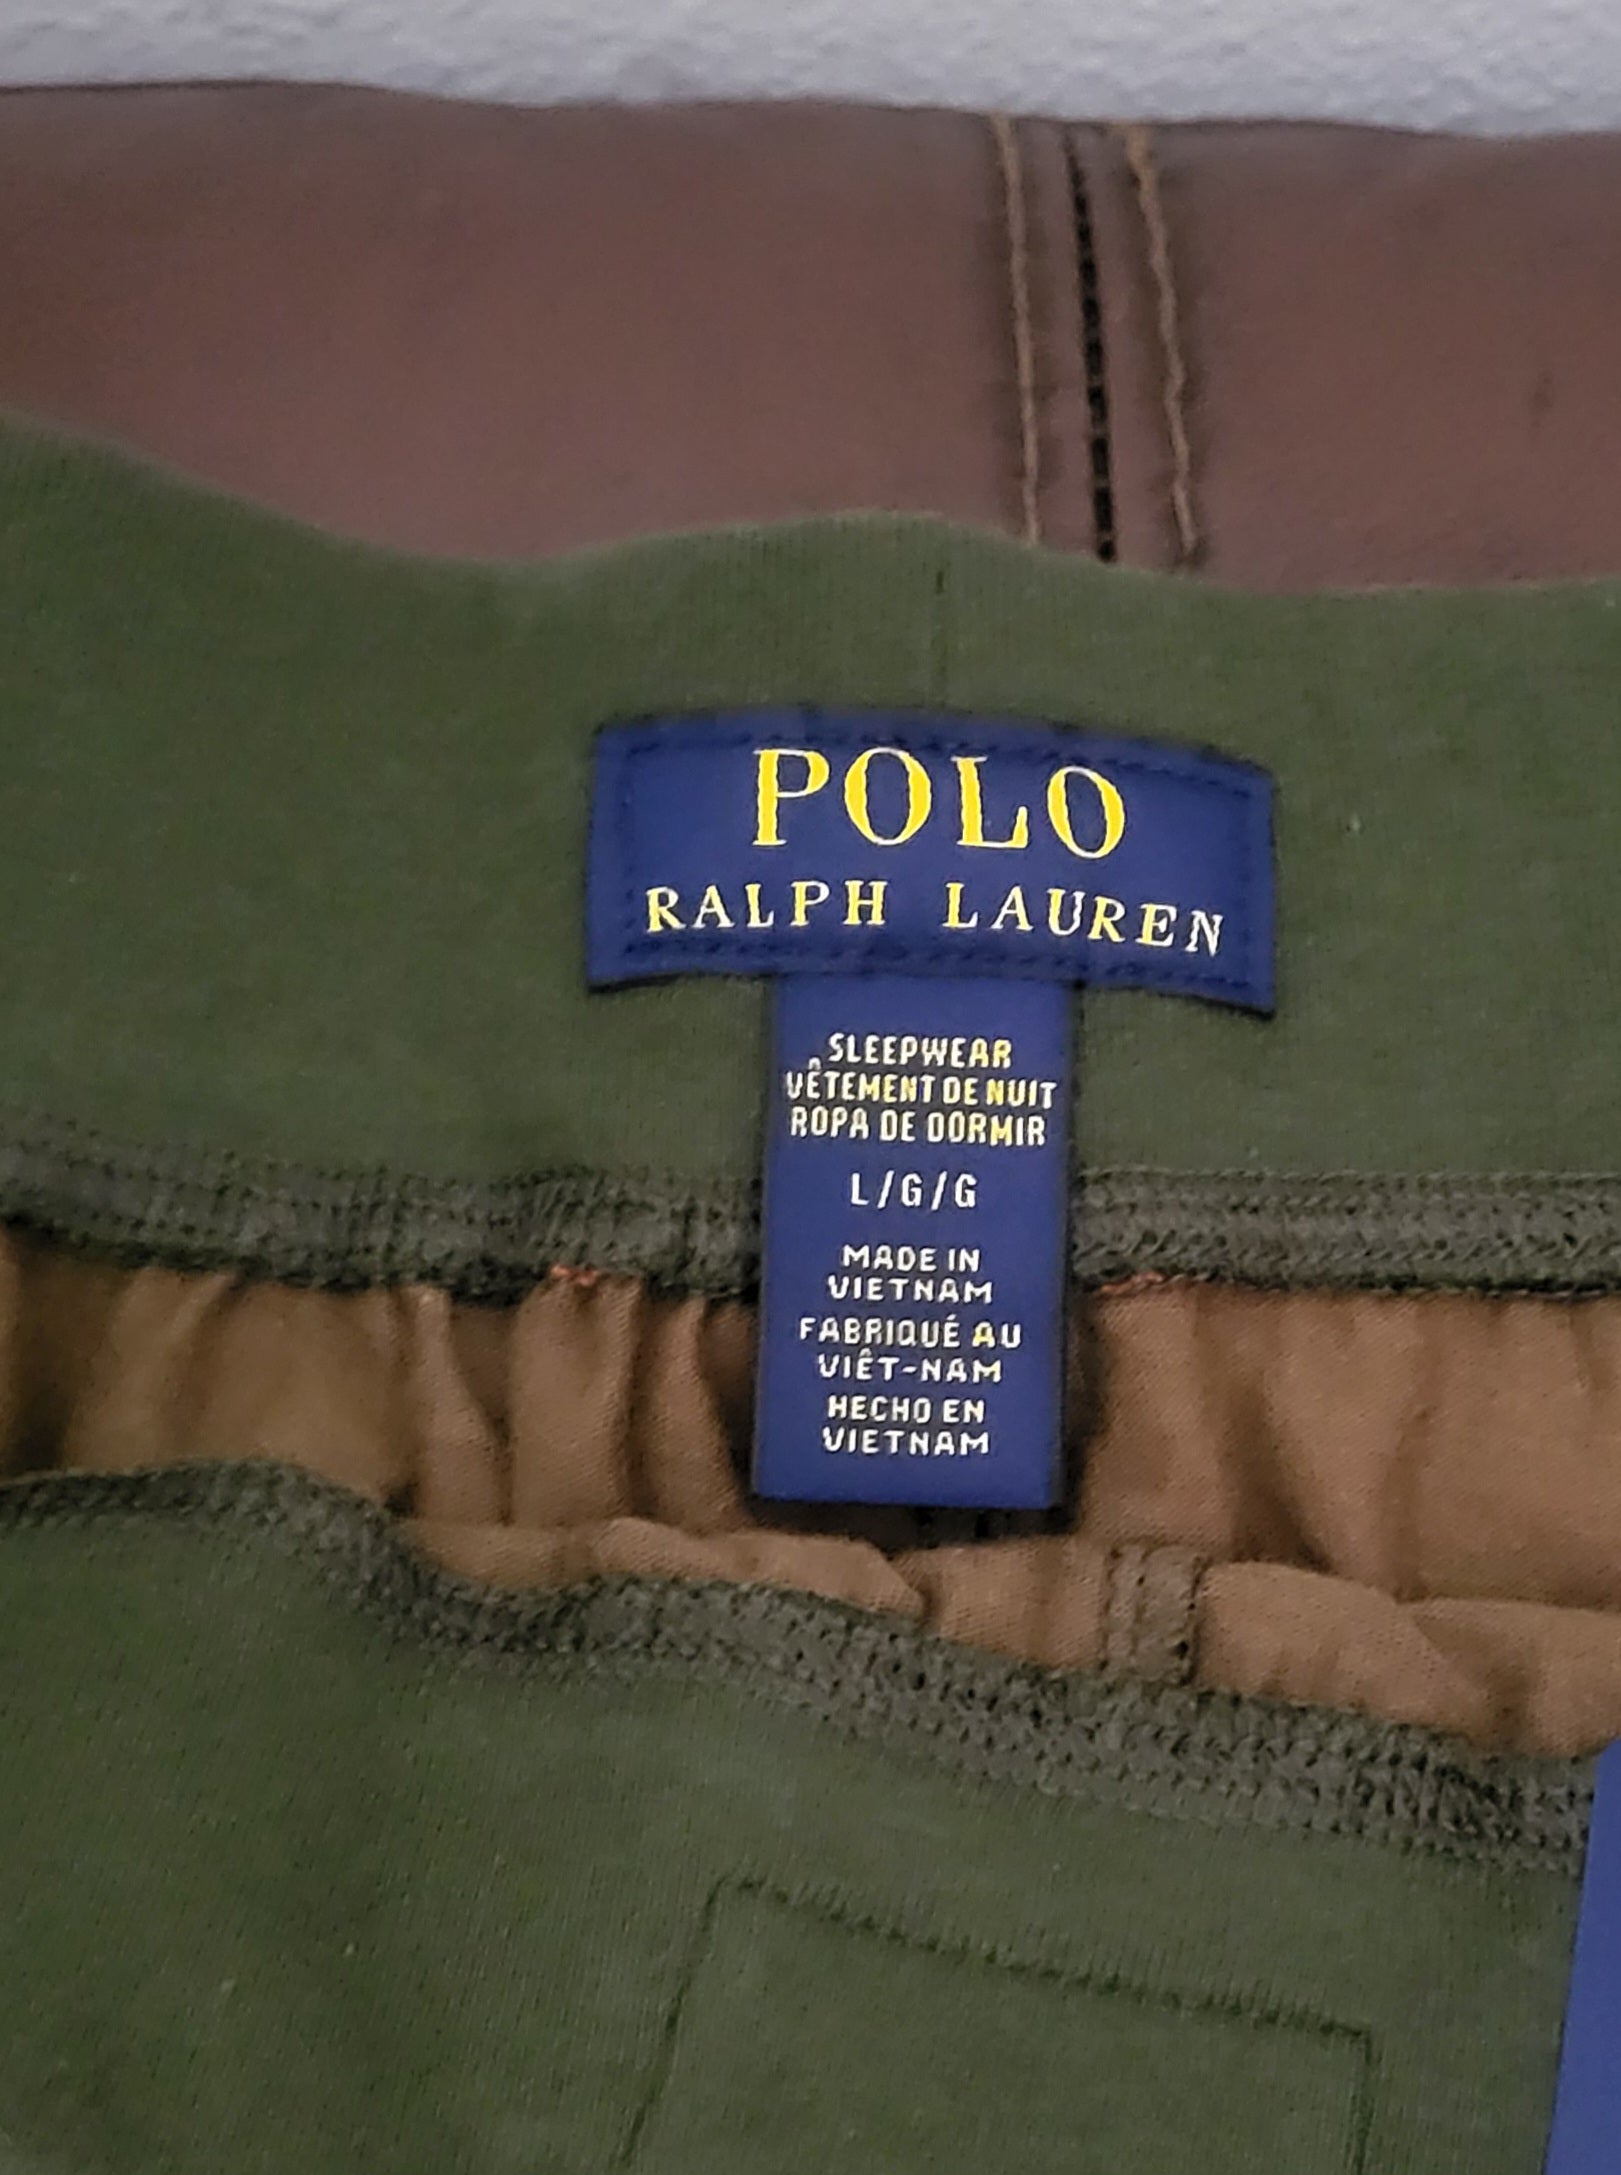 POLO
RALPH LAUREN
SLEEPWEAR
VÊTEMENT DE NUIT
ROPA DE DORMIR
L/G/G
MADE IN
VIETNAM
FABRIQUÉ AU
VIÊT-NAM
HECHO EN
VIETNAM